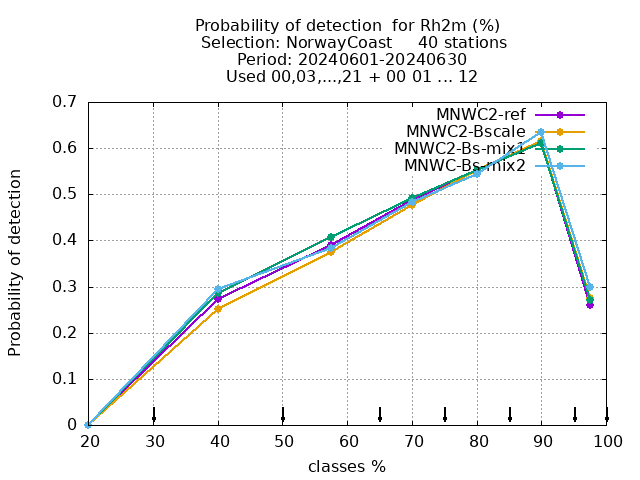 Probability of detection  for Rh2m (%)
Selection: NorwayCoast     40 stations
Period: 20240601-20240630
Used 00,03,...,21 + 00 01 ... 12
MNWC2-ref
MNWC2-Bscale
MNWC2-Bs-mix1
MNWC-Bs-mix2
Probability of detection
0.7
0.6
0.5
0.4
0.3
0.2
0.1
0
20 30 40 50 60 70 80 90 100
classes %